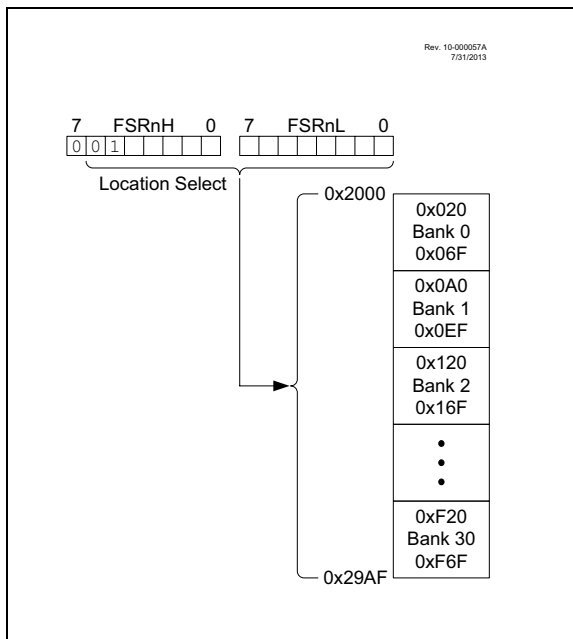 Rev. 10-000057A
7/31/2013
7 FSRnH 0 7 FSRnL 0
0 0 1
Location Select
0x2000
0x020
Bank 0
0x06F
0x0A0
Bank 1
0x0EF
0x120
Bank 2
0x16F
0xF20
Bank 30
0xF6F
0x29AF